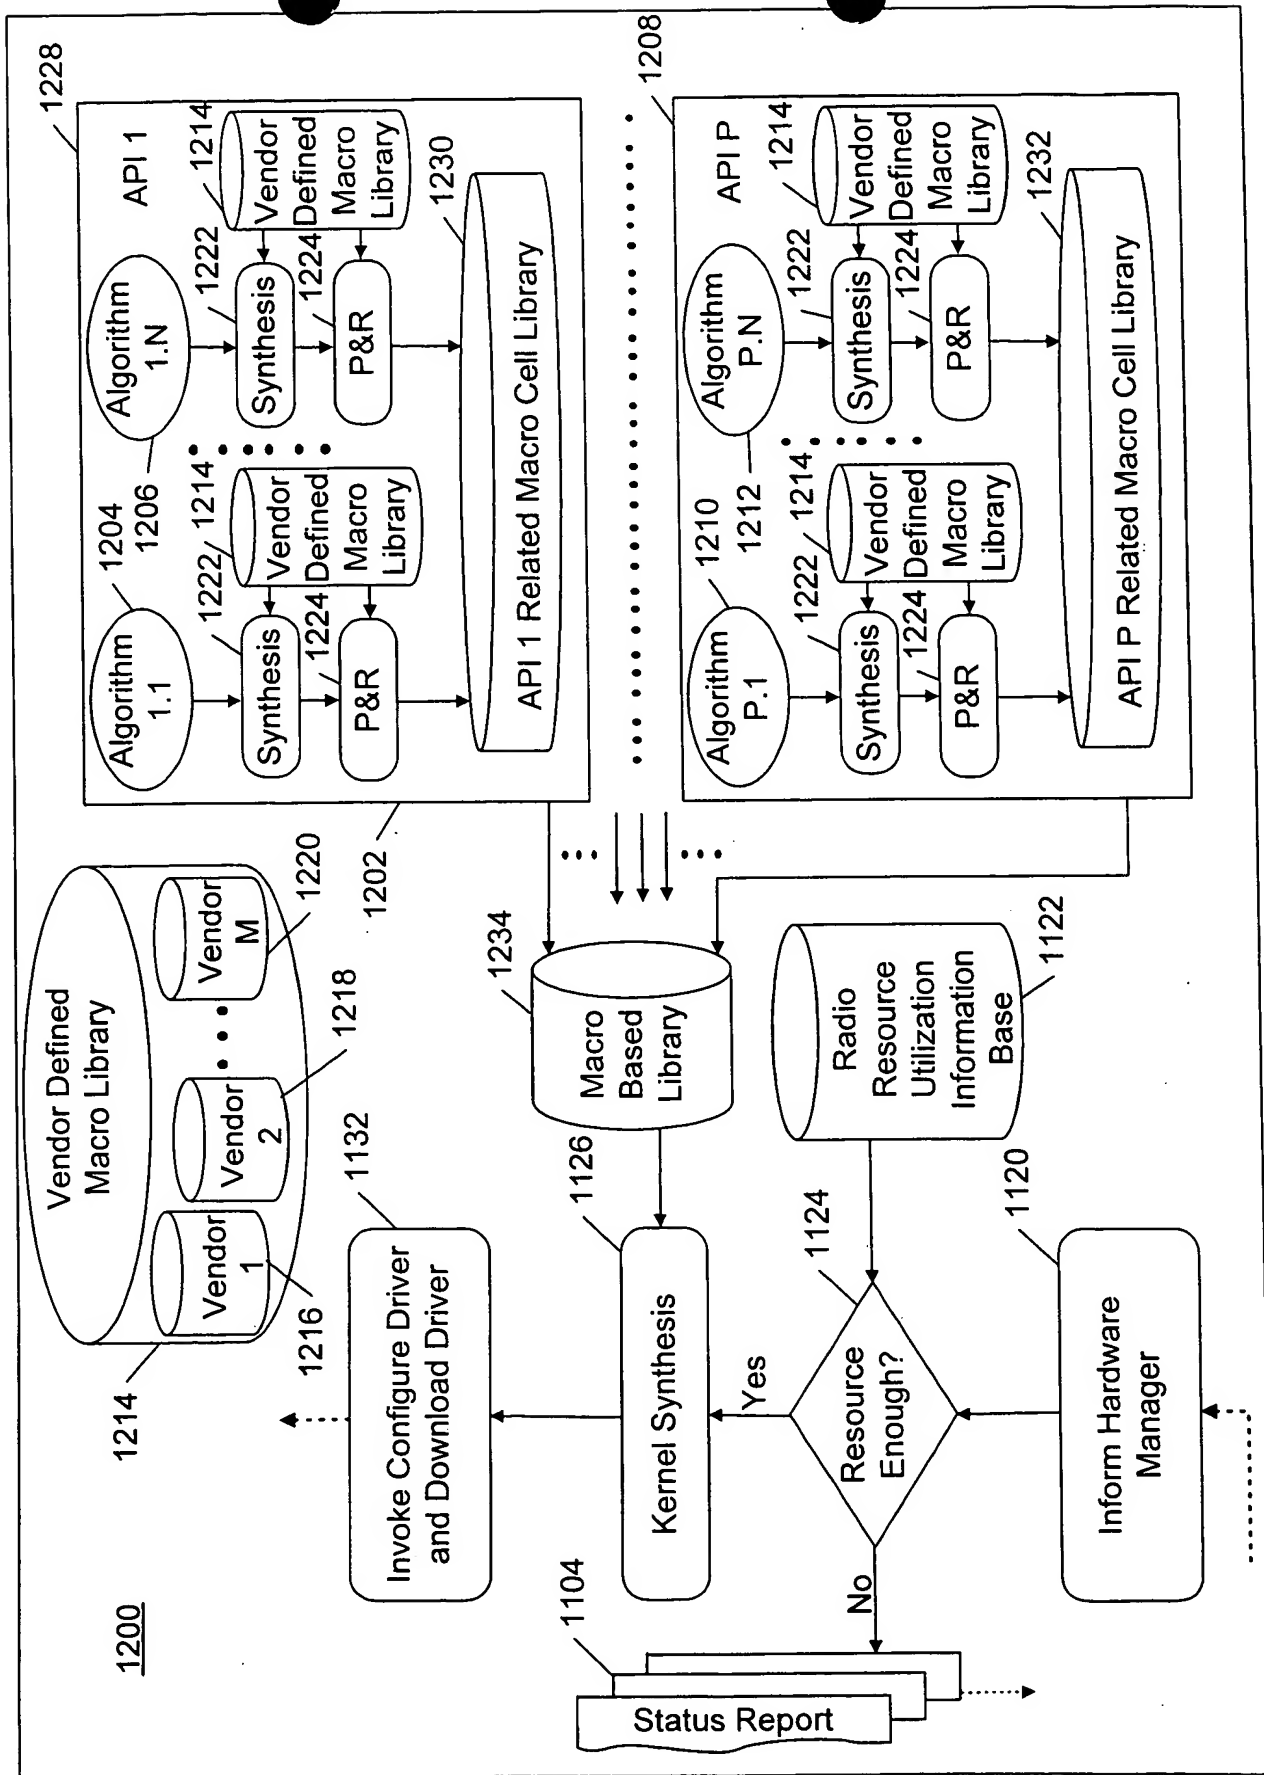 1200
1214
Vendor Defined
Macro Library
Vendor
1
1216
Vendor
2
1218
Vendor
M
1220
1228
API 1
1202
Algorithm
1.1
1204
1206
Algorithm
1.N
1222
Synthesis
1214
Vendor
Defined
Macro
Library
1224
P&R
1222
Synthesis
1214
Vendor
Defined
Macro
Library
1224
P&R
1230
API 1 Related Macro Cell Library
1208
API P
Algorithm
P.1
1210
1212
Algorithm
P.N
1222
Synthesis
1214
Vendor
Defined
Macro
Library
1224
P&R
1222
Synthesis
1214
Vendor
Defined
Macro
Library
1224
P&R
1232
API P Related Macro Cell Library
1132
Invoke Configure Driver
and Download Driver
1126
Kernel Synthesis
1234
Macro
Based
Library
Yes
1124
Resource
Enough?
No
1104
Status Report
Radio
Resource
Utilization
Information
Base
1122
1120
Inform Hardware
Manager